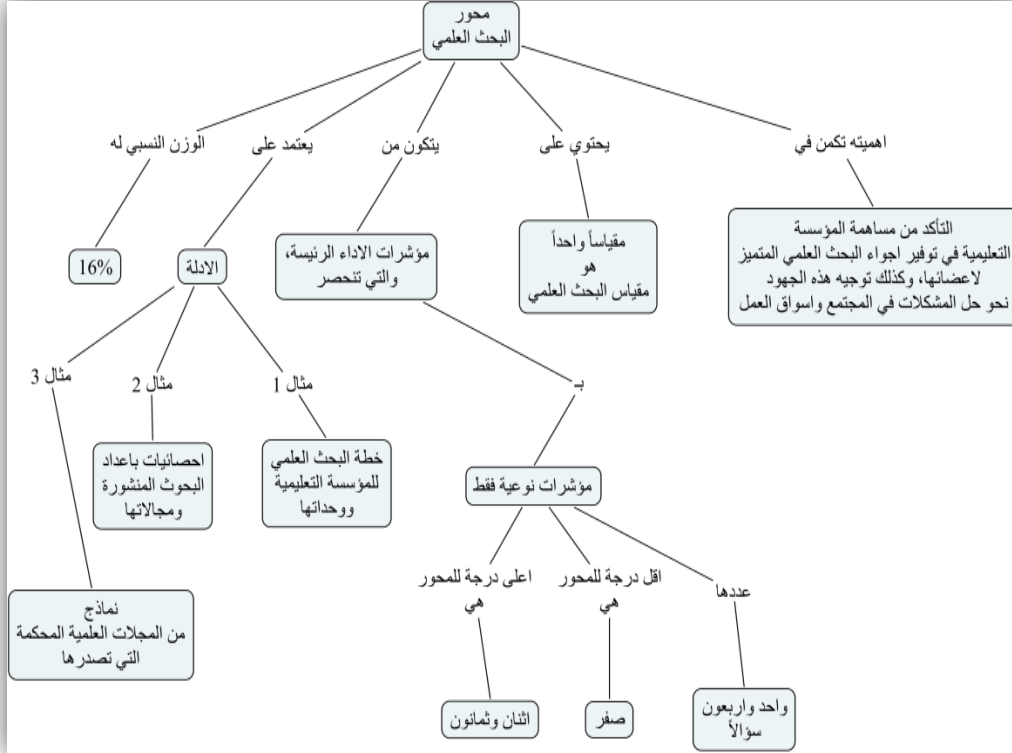 محور
البحث العلمي
اهميته تكمن في
يحتوي على
يتكون من
يعتمد على
الوزن النسبي له
التأكد من مساهمة المؤسسة
التعليمية في توفير اجواء البحث العلمي المتميز
لاعضائها، وكذلك توجيه هذه الجهود
نحو حل المشكلات في المجتمع واسواق العمل
مقياساً واحداً
هو
مقياس البحث العلمي
مؤشرات الاداء الرئيسة،
والتي تنحصر
الادلة
16%
بـ
مثال 1
مثال 2
مثال 3
خطة البحث العلمي
للمؤسسة التعليمية
ووحداتها
احصائيات باعداد
البحوث المنشورة
ومجالاتها
مؤشرات نوعية فقط
عددها
اقل درجة للمحور
هي
اعلى درجة للمحور
هي
نماذج
من المجلات العلمية المحكمة
التي تصدرها
واحد واربعون
سؤالاً
صفر
اثنان وثمانون